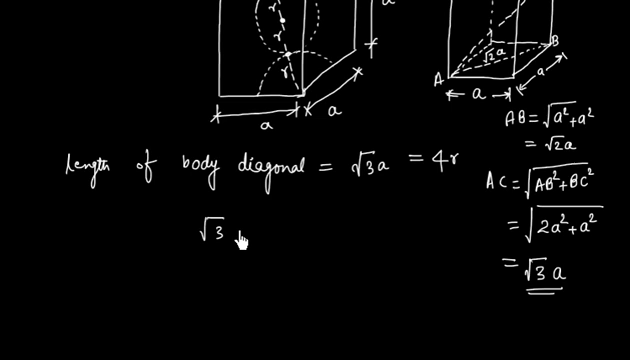 r
r
r
a
a
a
√2a
A
B
a
a
AB = √a²+a²
= √2a
length of body diagonal = √3a = 4r
AC = √AB²+BC²
= √2a²+a²
= √3 a
√3